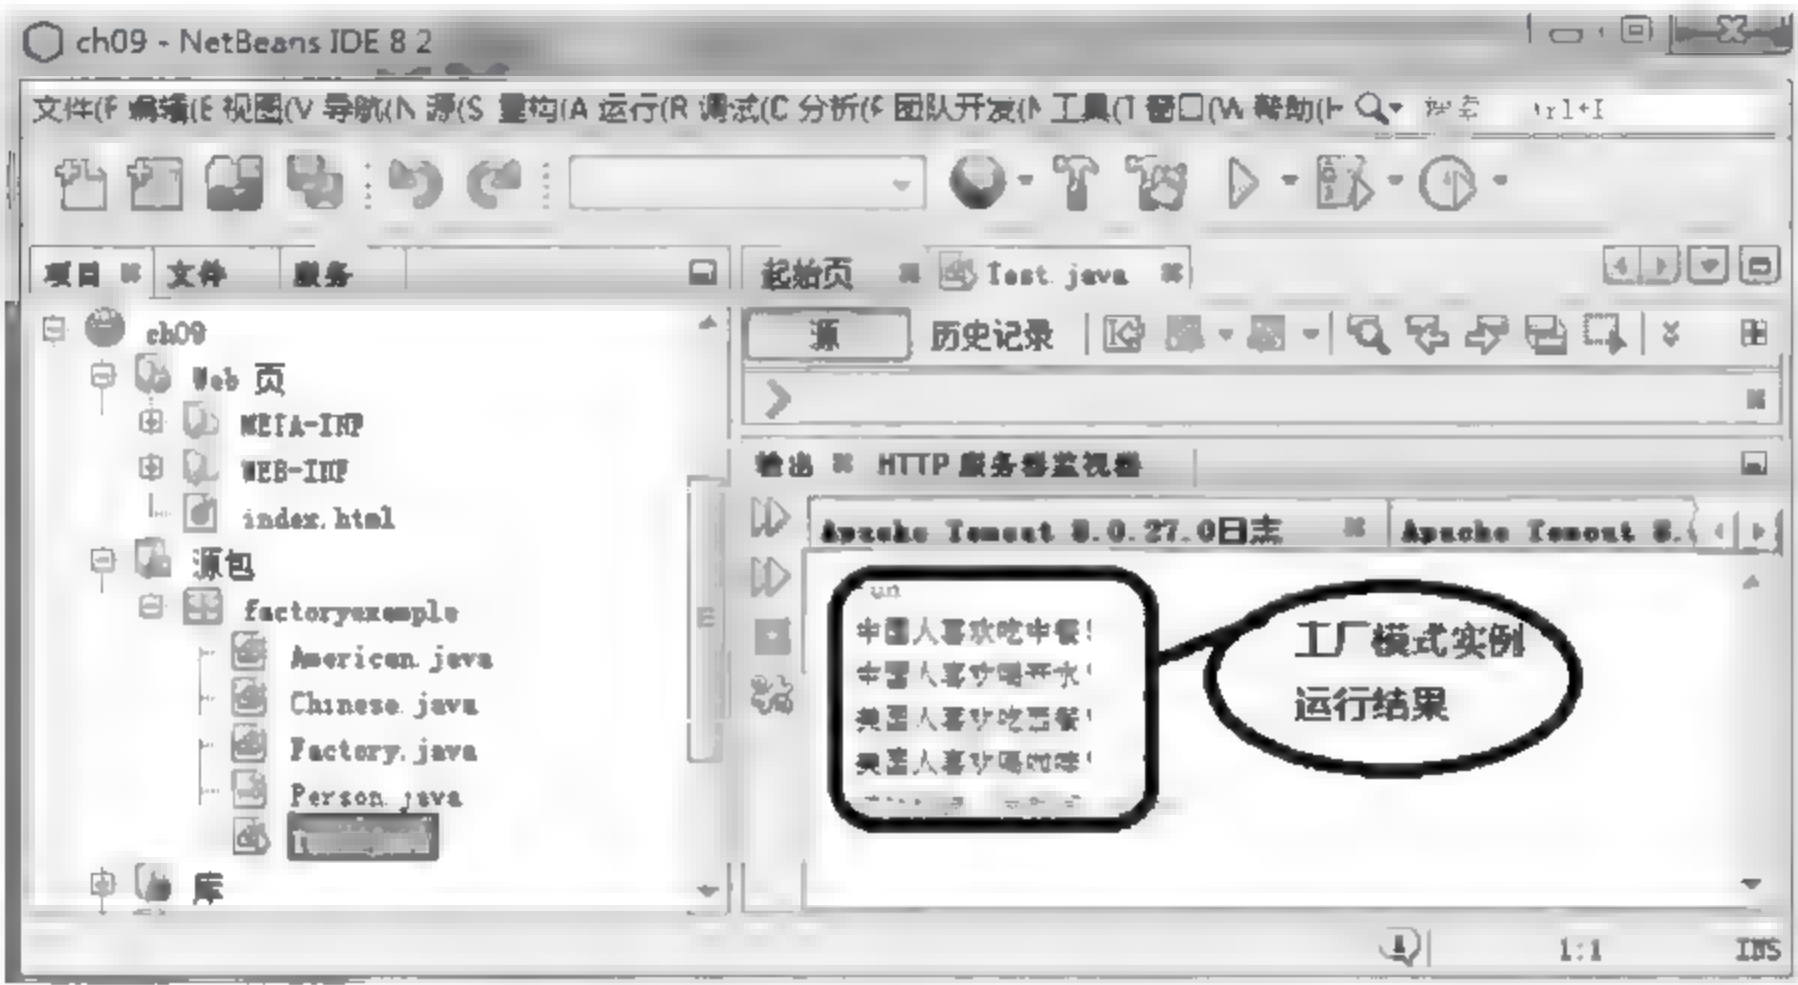 ch09 - NetBeans IDE 8 2
文件(F 编辑(E 视图(V 导航(N 源(S 重构(A 运行(R 调试(C 分析(F 团队开发(M 工具(T 窗口(W 帮助(H
项目 文件 服务
ch09
Web 页
META-INF
WEB-INF
index.html
源包
factoryexample
American.java
Chinese.java
Factory.java
Person.java
库
起始页 Test.java
源 历史记录
输出 HTTP 服务器监视器
Apache Tomcat 8.0.27.0日志 Apache Tomcat 8.
un
中国人喜欢吃中餐!
中国人喜欢喝开水!
美国人喜欢吃西餐!
美国人喜欢喝咖啡!
工厂模式实例
运行结果
1:1 INS